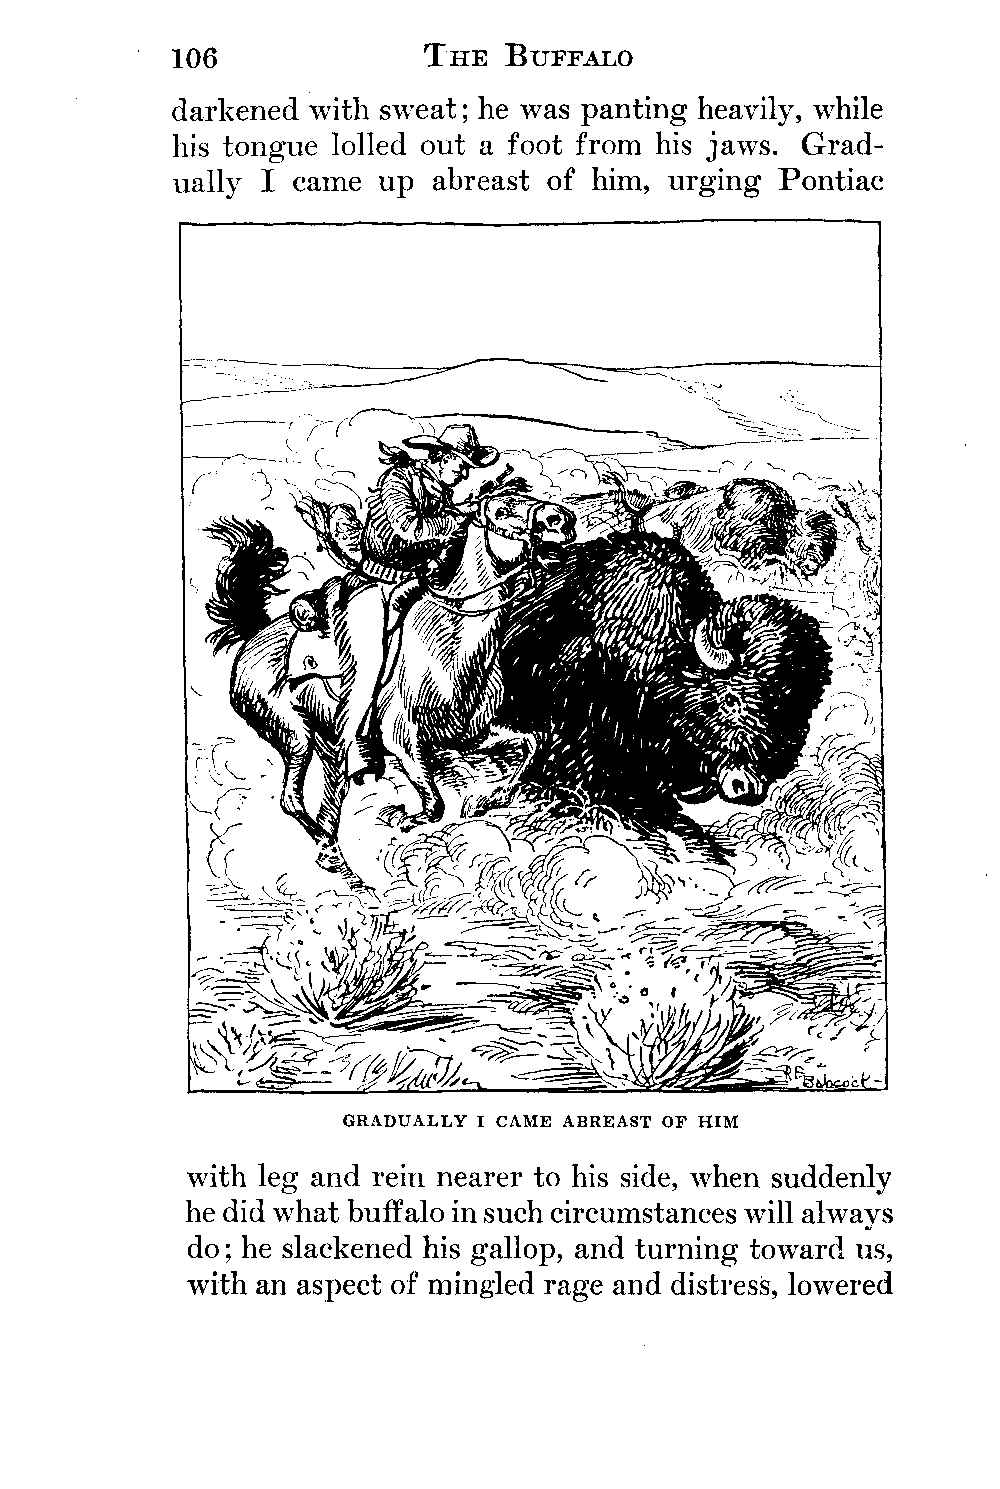 106 THE BUFFALO
darkened with sweat; he was panting heavily, while
his tongue lolled out a foot from his jaws. Grad-
ually I came up abreast of him, urging Pontiac
R.F. Babcock
GRADUALLY I CAME ABREAST OF HIM
with leg and rein nearer to his side, when suddenly
he did what buffalo in such circumstances will always
do; he slackened his gallop, and turning toward us,
with an aspect of mingled rage and distress, lowered